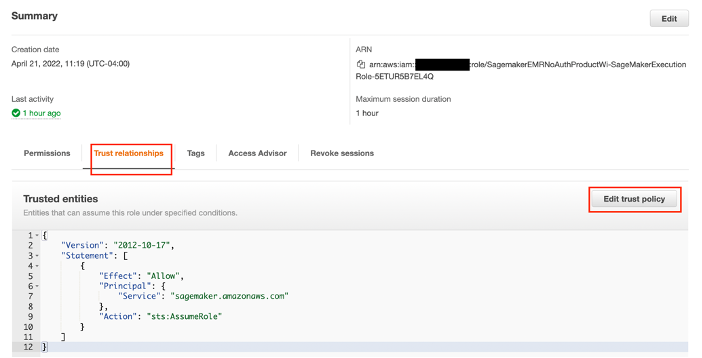 Summary
Edit
Creation date
April 21, 2022, 11:19 (UTC-04:00)
ARN
arn:aws:iam: :role/SagemakerEMRNoAuthProductWi-SageMakerExecution
Role-5ETUR5B7EL4Q
Last activity
1 hour ago
Maximum session duration
1 hour
Permissions
Trust relationships
Tags
Access Advisor
Revoke sessions
Trusted entities
Entities that can assume this role under specified conditions.
Edit trust policy
1 {
2 "Version": "2012-10-17",
3 "Statement": [
4 {
5 "Effect": "Allow",
6 "Principal": {
7 "Service": "sagemaker.amazonaws.com"
8 },
9 "Action": "sts:AssumeRole"
10 }
11 ]
12 }